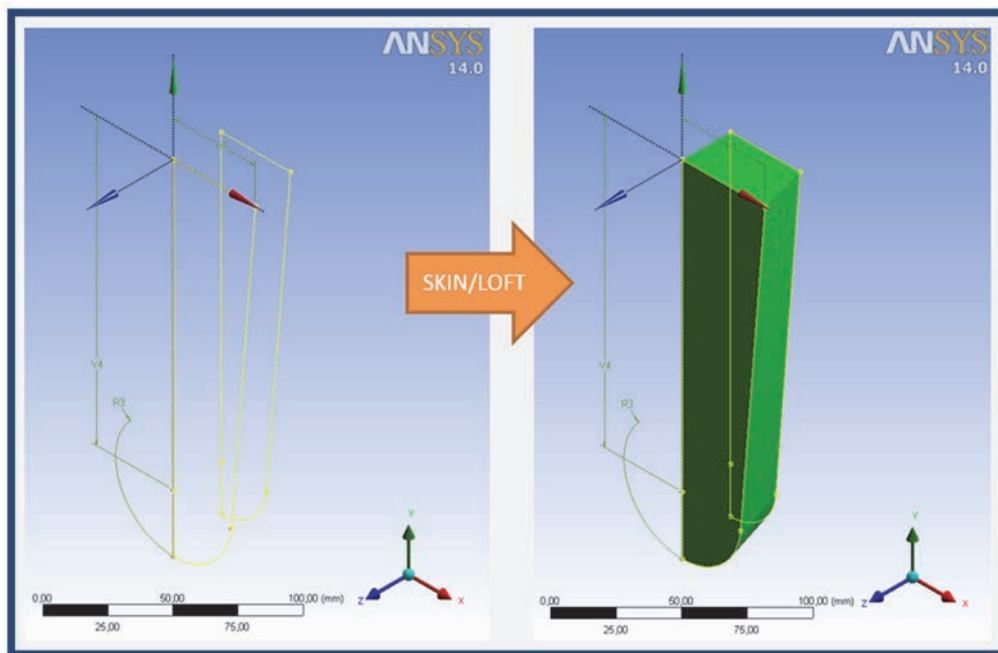 ANSYS
14.0
V4
R3
Y
Z
X
0,00
50,00
100,00 (mm)
25,00
75,00
SKIN/LOFT
ANSYS
14.0
V4
R3
Y
Z
X
0,00
50,00
100,00 (mm)
25,00
75,00